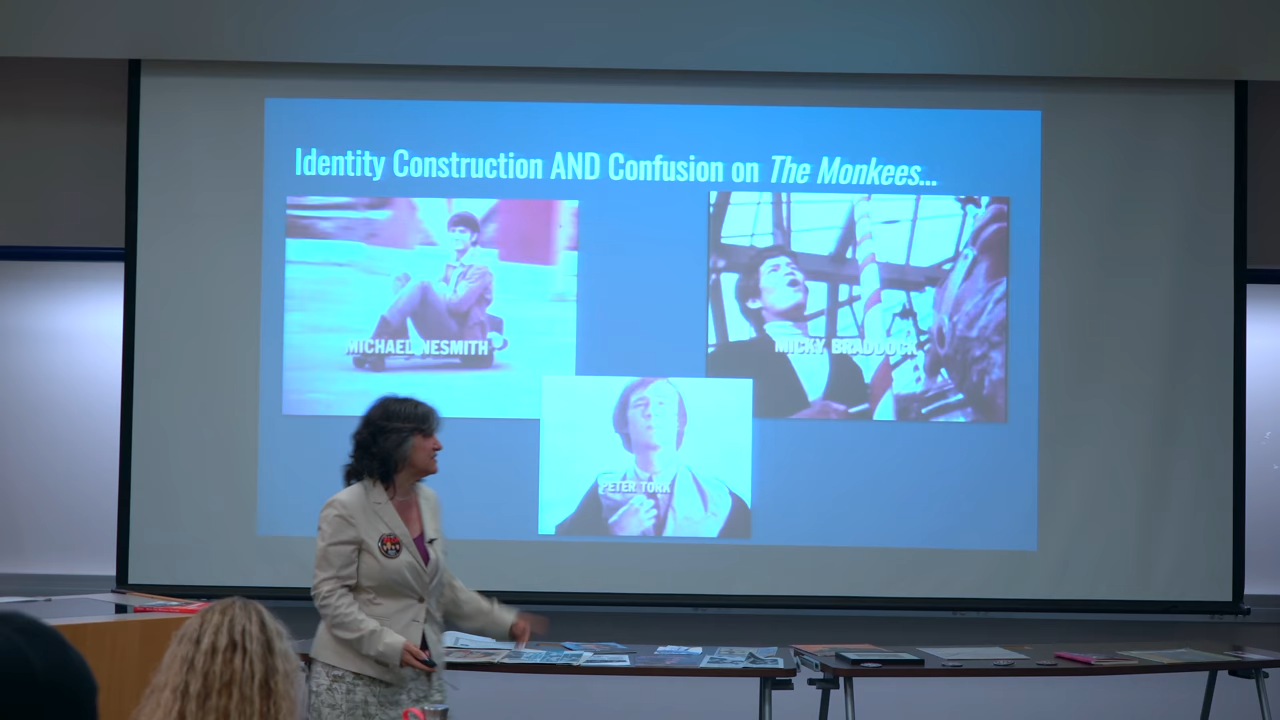 Identity Construction AND Confusion on The Monkees...
MICHAEL NESMITH
MICKY BRADDOCK
PETER TORK